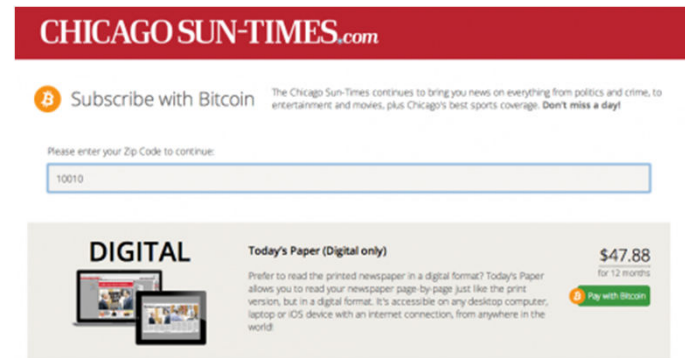 CHICAGO SUN-TIMES.com
Subscribe with Bitcoin
The Chicago Sun-Times continues to bring you news on everything from politics and crime, to
entertainment and movies, plus Chicago's best sports coverage. Don't miss a day!
Please enter your Zip Code to continue:
10010
DIGITAL
Today's Paper (Digital only)
Prefer to read the printed newspaper in a digital format? Today's Paper
allows you to read your newspaper page-by-page just like the print
version, but in a digital format. It's accessible on any desktop computer,
laptop or iOS device with an internet connection, from anywhere in the
world!
$47.88
for 12 months
Pay with Bitcoin